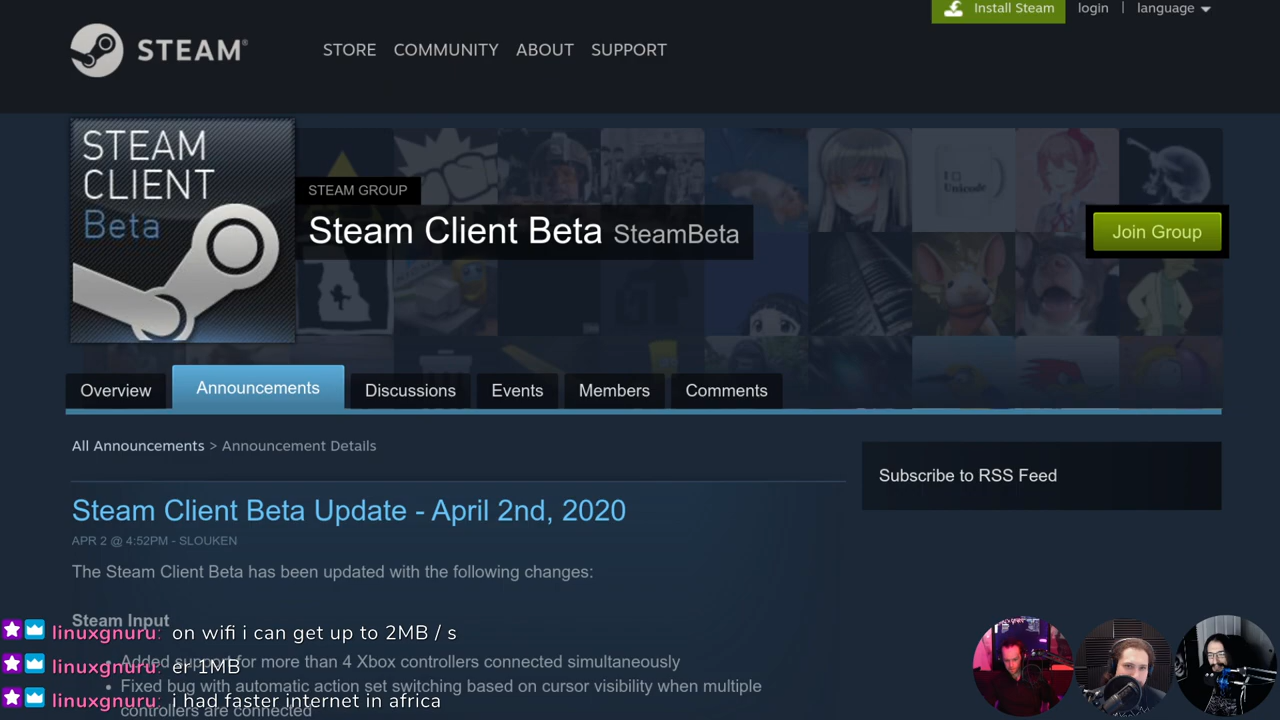 Install Steam login | language
STEAM® STORE COMMUNITY ABOUT SUPPORT
STEAM
CLIENT
Beta
Unicode
STEAM GROUP
Steam Client Beta SteamBeta
Join Group
Overview Announcements Discussions Events Members Comments
All Announcements > Announcement Details
Subscribe to RSS Feed
Steam Client Beta Update - April 2nd, 2020
APR 2 @ 4:52PM - SLOUKEN
The Steam Client Beta has been updated with the following changes:
Steam Input
linuxgnuru: on wifi i can get up to 2MB / s
• Added support for more than 4 Xbox controllers connected simultaneously
linuxgnuru: er 1MB
• Fixed bug with automatic action set switching based on cursor visibility when multiple
controllers are connected
linuxgnuru: i had faster internet in africa